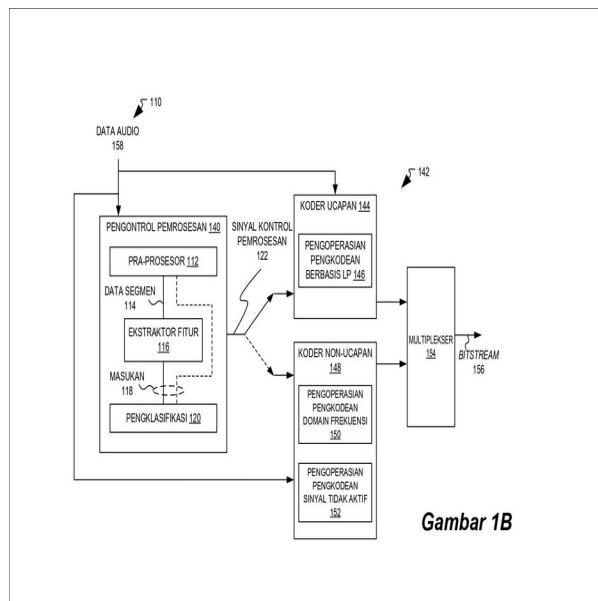 110
DATA AUDIO
158
142
PENGONTROL PEMROSESAN 140
PRA-PROSESOR 112
DATA SEGMEN
114
EKSTRAKTOR FITUR
116
MASUKAN
118
PENGKLASIFIKASI 120
SINYAL KONTROL
PEMROSESAN
122
KODER UCAPAN 144
PENGOPERASIAN
PENGKODEAN
BERBASIS LP 146
KODER NON-UCAPAN
148
PENGOPERASIAN
PENGKODEAN
DOMAIN FREKUENSI
150
PENGOPERASIAN
PENGKODEAN
SINYAL TIDAK AKTIF
152
MULTIPLEKSER
154
BITSTREAM
156
Gambar 1B